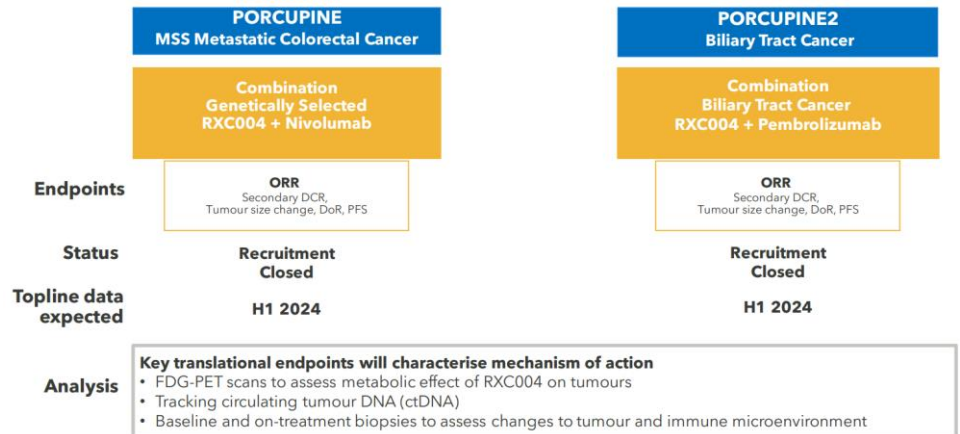 PORCUPINE
MSS Metastatic Colorectal Cancer
PORCUPINE2
Biliary Tract Cancer
Combination
Genetically Selected
RXC004 + Nivolumab
Combination
Biliary Tract Cancer
RXC004 + Pembrolizumab
Endpoints
ORR
Secondary DCR,
Tumour size change, DoR, PFS
ORR
Secondary DCR,
Tumour size change, DoR, PFS
Status
Recruitment
Closed
Recruitment
Closed
Topline data
expected
H1 2024
H1 2024
Analysis
Key translational endpoints will characterise mechanism of action
• FDG-PET scans to assess metabolic effect of RXC004 on tumours
• Tracking circulating tumour DNA (ctDNA)
• Baseline and on-treatment biopsies to assess changes to tumour and immune microenvironment